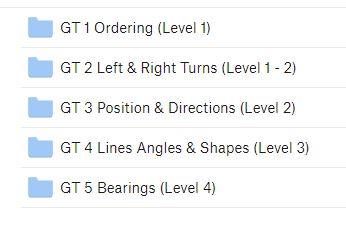 GT 1 Ordering (Level 1)
GT 2 Left & Right Turns (Level 1 - 2)
GT 3 Position & Directions (Level 2)
GT 4 Lines Angles & Shapes (Level 3)
GT 5 Bearings (Level 4)